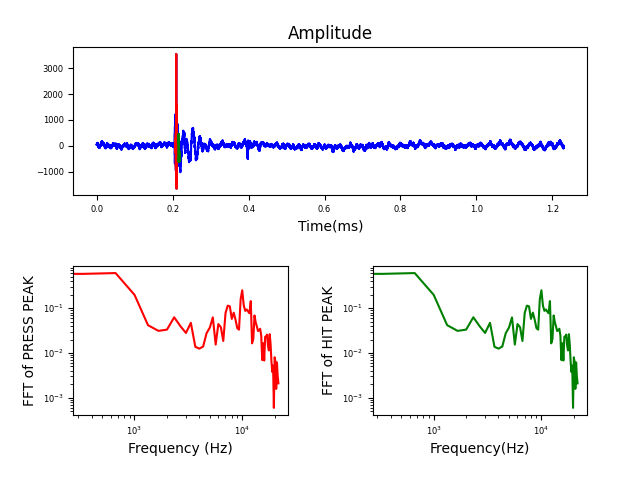 Amplitude
3000
2000
1000
0
−1000
0.0 0.2 0.4 0.6 0.8 1.0 1.2
Time(ms)
FFT of PRESS PEAK
10⁻¹
10⁻²
10⁻³
10³ 10⁴
Frequency (Hz)
FFT of HIT PEAK
10⁻¹
10⁻²
10⁻³
10³ 10⁴
Frequency(Hz)